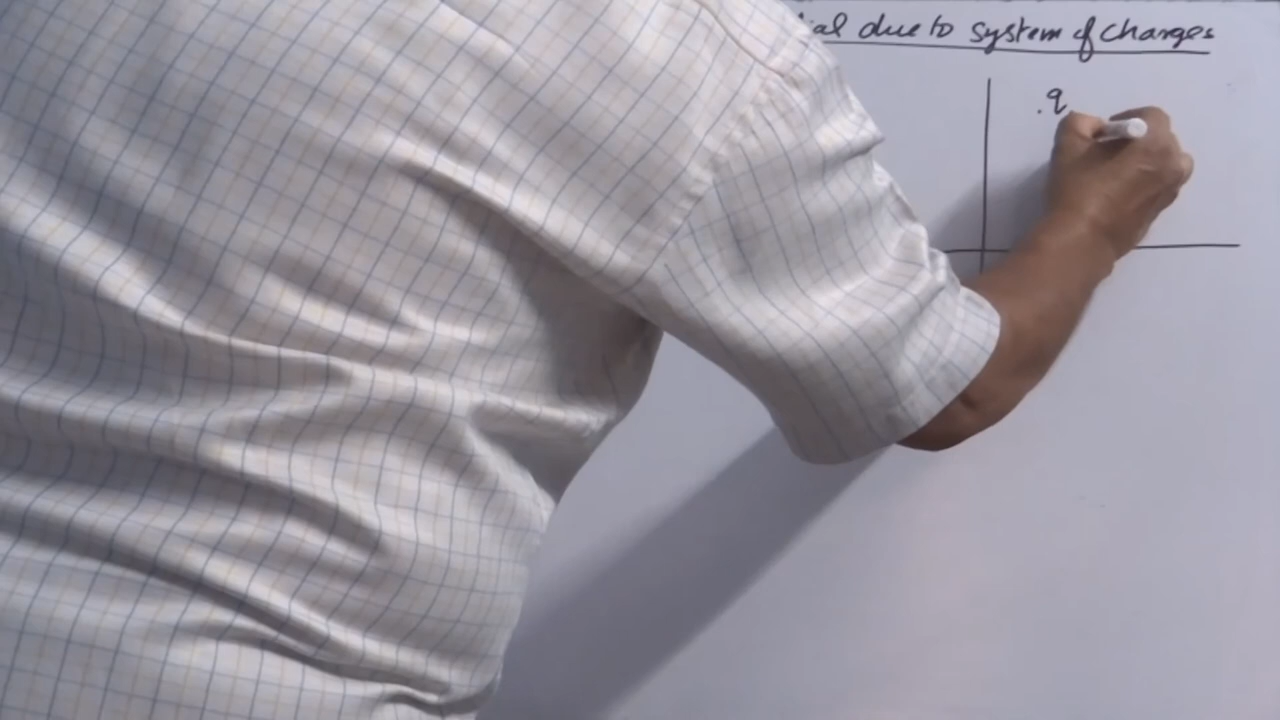 ial due to system of charges
.q